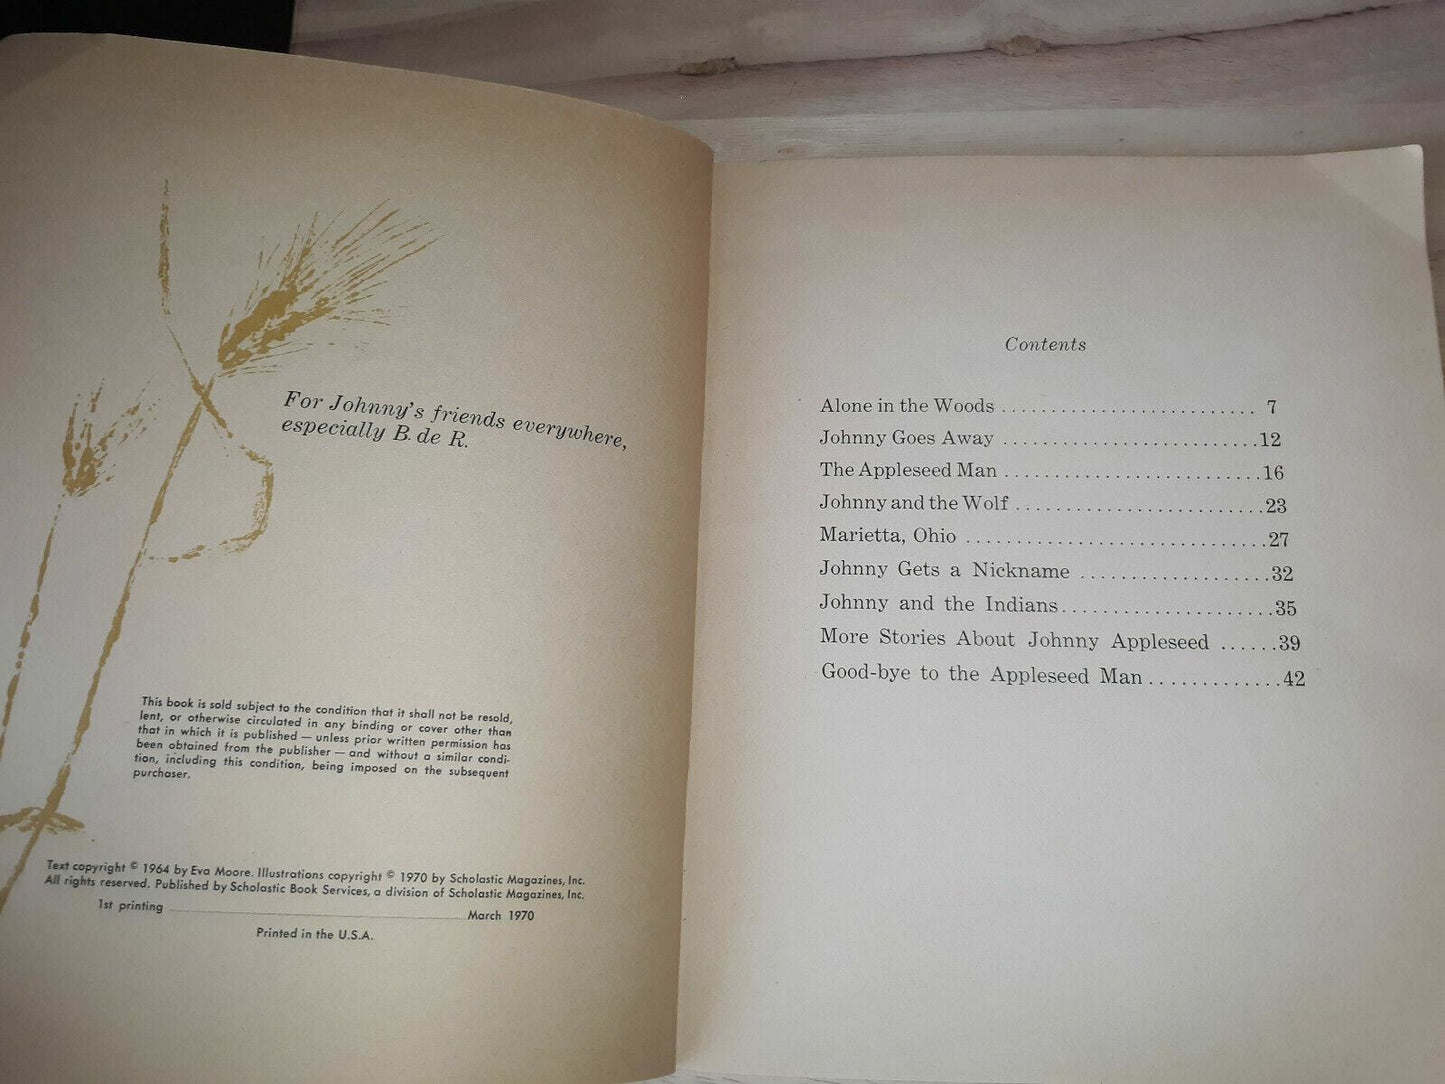 For Johnny's friends everywhere,
especially B. de R.
This book is sold subject to the condition that it shall not be resold,
lent, or otherwise circulated in any binding or cover other than
that in which it is published — unless prior written permission has
been obtained from the publisher — and without a similar condi-
tion, including this condition, being imposed on the subsequent
purchaser.
Text copyright © 1964 by Eva Moore. Illustrations copyright © 1970 by Scholastic Magazines, Inc.
All rights reserved. Published by Scholastic Book Services, a division of Scholastic Magazines, Inc.
1st printing ........ March 1970
Printed in the U.S.A.
Contents
Alone in the Woods .......................... 7
Johnny Goes Away ..........................12
The Appleseed Man ..........................16
Johnny and the Wolf .........................23
Marietta, Ohio ..............................27
Johnny Gets a Nickname ...................32
Johnny and the Indians.....................35
More Stories About Johnny Appleseed ......39
Good-bye to the Appleseed Man.............42